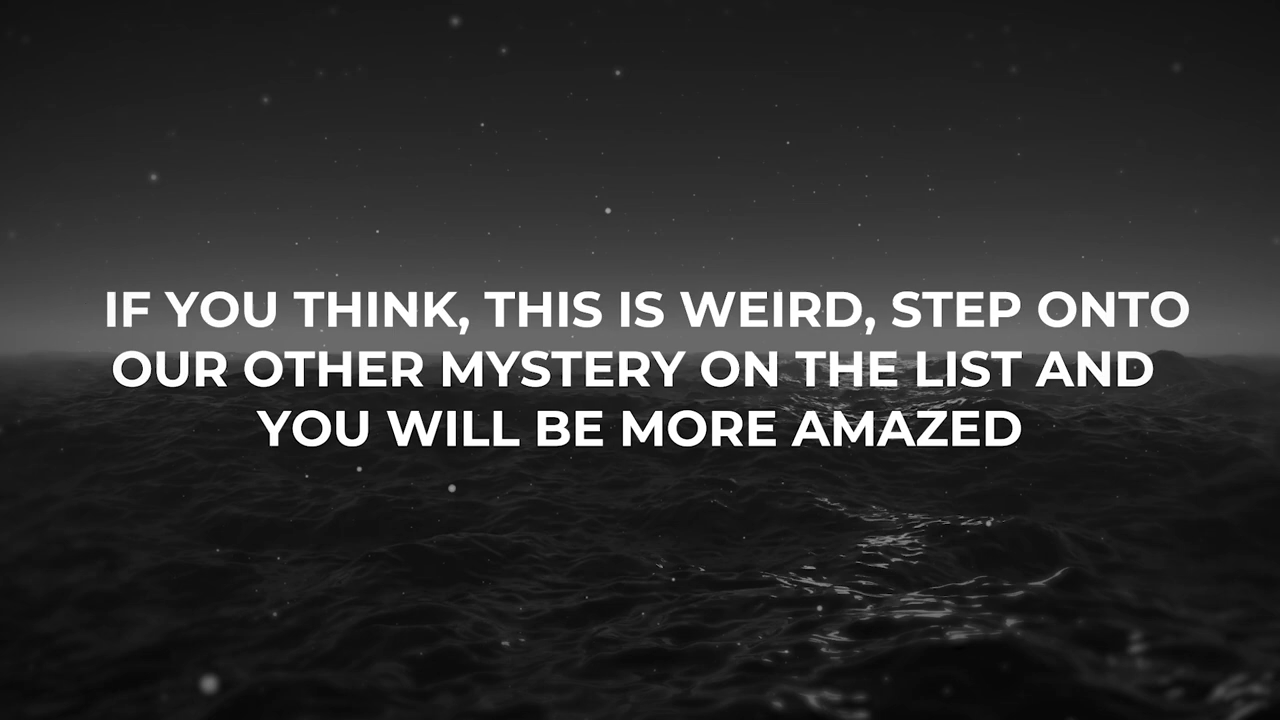 IF YOU THINK, THIS IS WEIRD, STEP ONTO
OUR OTHER MYSTERY ON THE LIST AND
YOU WILL BE MORE AMAZED